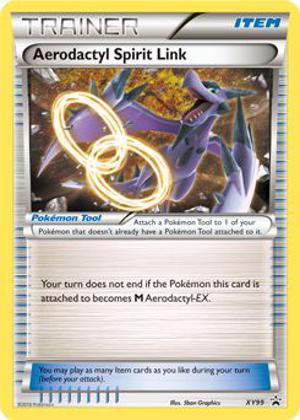 TRAINER ITEM
Aerodactyl Spirit Link
Pokémon Tool
Attach a Pokémon Tool to 1 of your
Pokémon that doesn't already have a Pokémon Tool attached to it.
Your turn does not end if the Pokémon this card is
attached to becomes M Aerodactyl-EX.
You may play as many Item cards as you like during your turn
(before your attack).
©2016 Pokémon
Illus. 5ban Graphics
XY99
PROMO